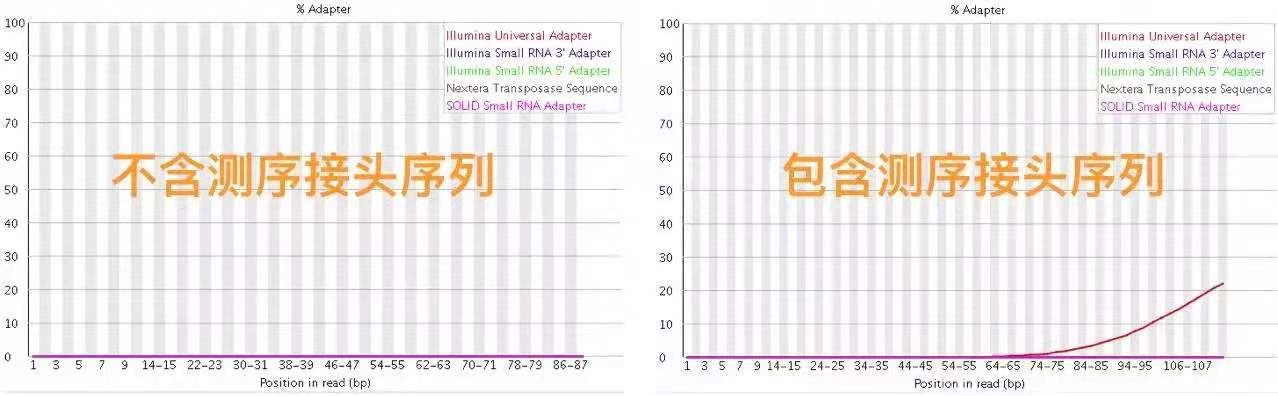 % Adapter
100
90
80
70
60
50
40
30
20
10
0
Illumina Universal Adapter
Illumina Small RNA 3' Adapter
Illumina Small RNA 5' Adapter
Nextera Transposase Sequence
SOLID Small RNA Adapter
不含测序接头序列
1 3 5 7 9 14-15 22-23 30-31 38-39 46-47 54-55 62-63 70-71 78-79 86-87
Position in read (bp)
% Adapter
100
90
80
70
60
50
40
30
20
10
0
Illumina Universal Adapter
Illumina Small RNA 3' Adapter
Illumina Small RNA 5' Adapter
Nextera Transposase Sequence
SOLID Small RNA Adapter
包含测序接头序列
1 3 5 7 9 14-15 24-25 34-35 44-45 54-55 64-65 74-75 84-85 94-95 106-107
Position in read (bp)